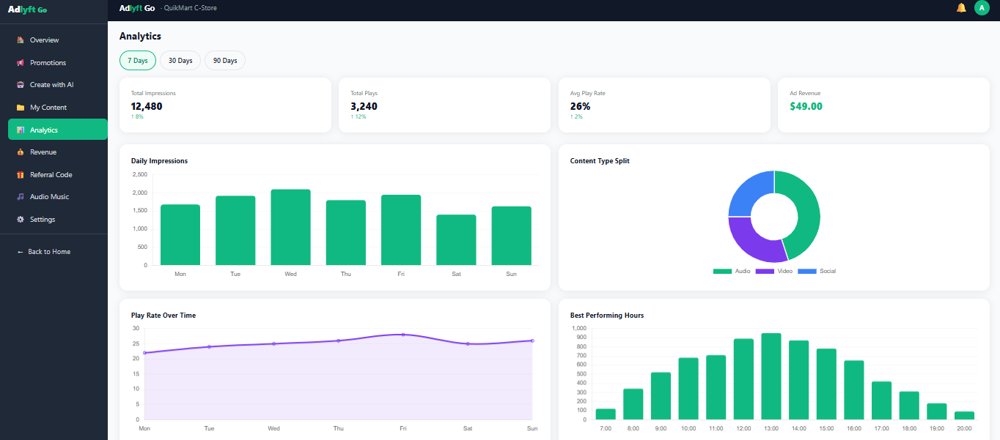 Adlyft Go
Overview
Promotions
Create with AI
My Content
Analytics
Revenue
Referral Code
Audio Music
Settings
← Back to Home
Adlyft Go - QuikMart C-Store
A
Analytics
7 Days 30 Days 90 Days
Total Impressions
12,480
↑ 8%
Total Plays
3,240
↑ 12%
Avg Play Rate
26%
↑ 2%
Ad Revenue
$49.00
Daily Impressions
2,500
2,000
1,500
1,000
500
0
Mon Tue Wed Thu Fri Sat Sun
Content Type Split
Audio Video Social
Play Rate Over Time
30
25
20
15
10
5
0
Mon Tue Wed Thu Fri Sat Sun
Best Performing Hours
1,000
900
800
700
600
500
400
300
200
100
0
7:00 8:00 9:00 10:00 11:00 12:00 13:00 14:00 15:00 16:00 17:00 18:00 19:00 20:00